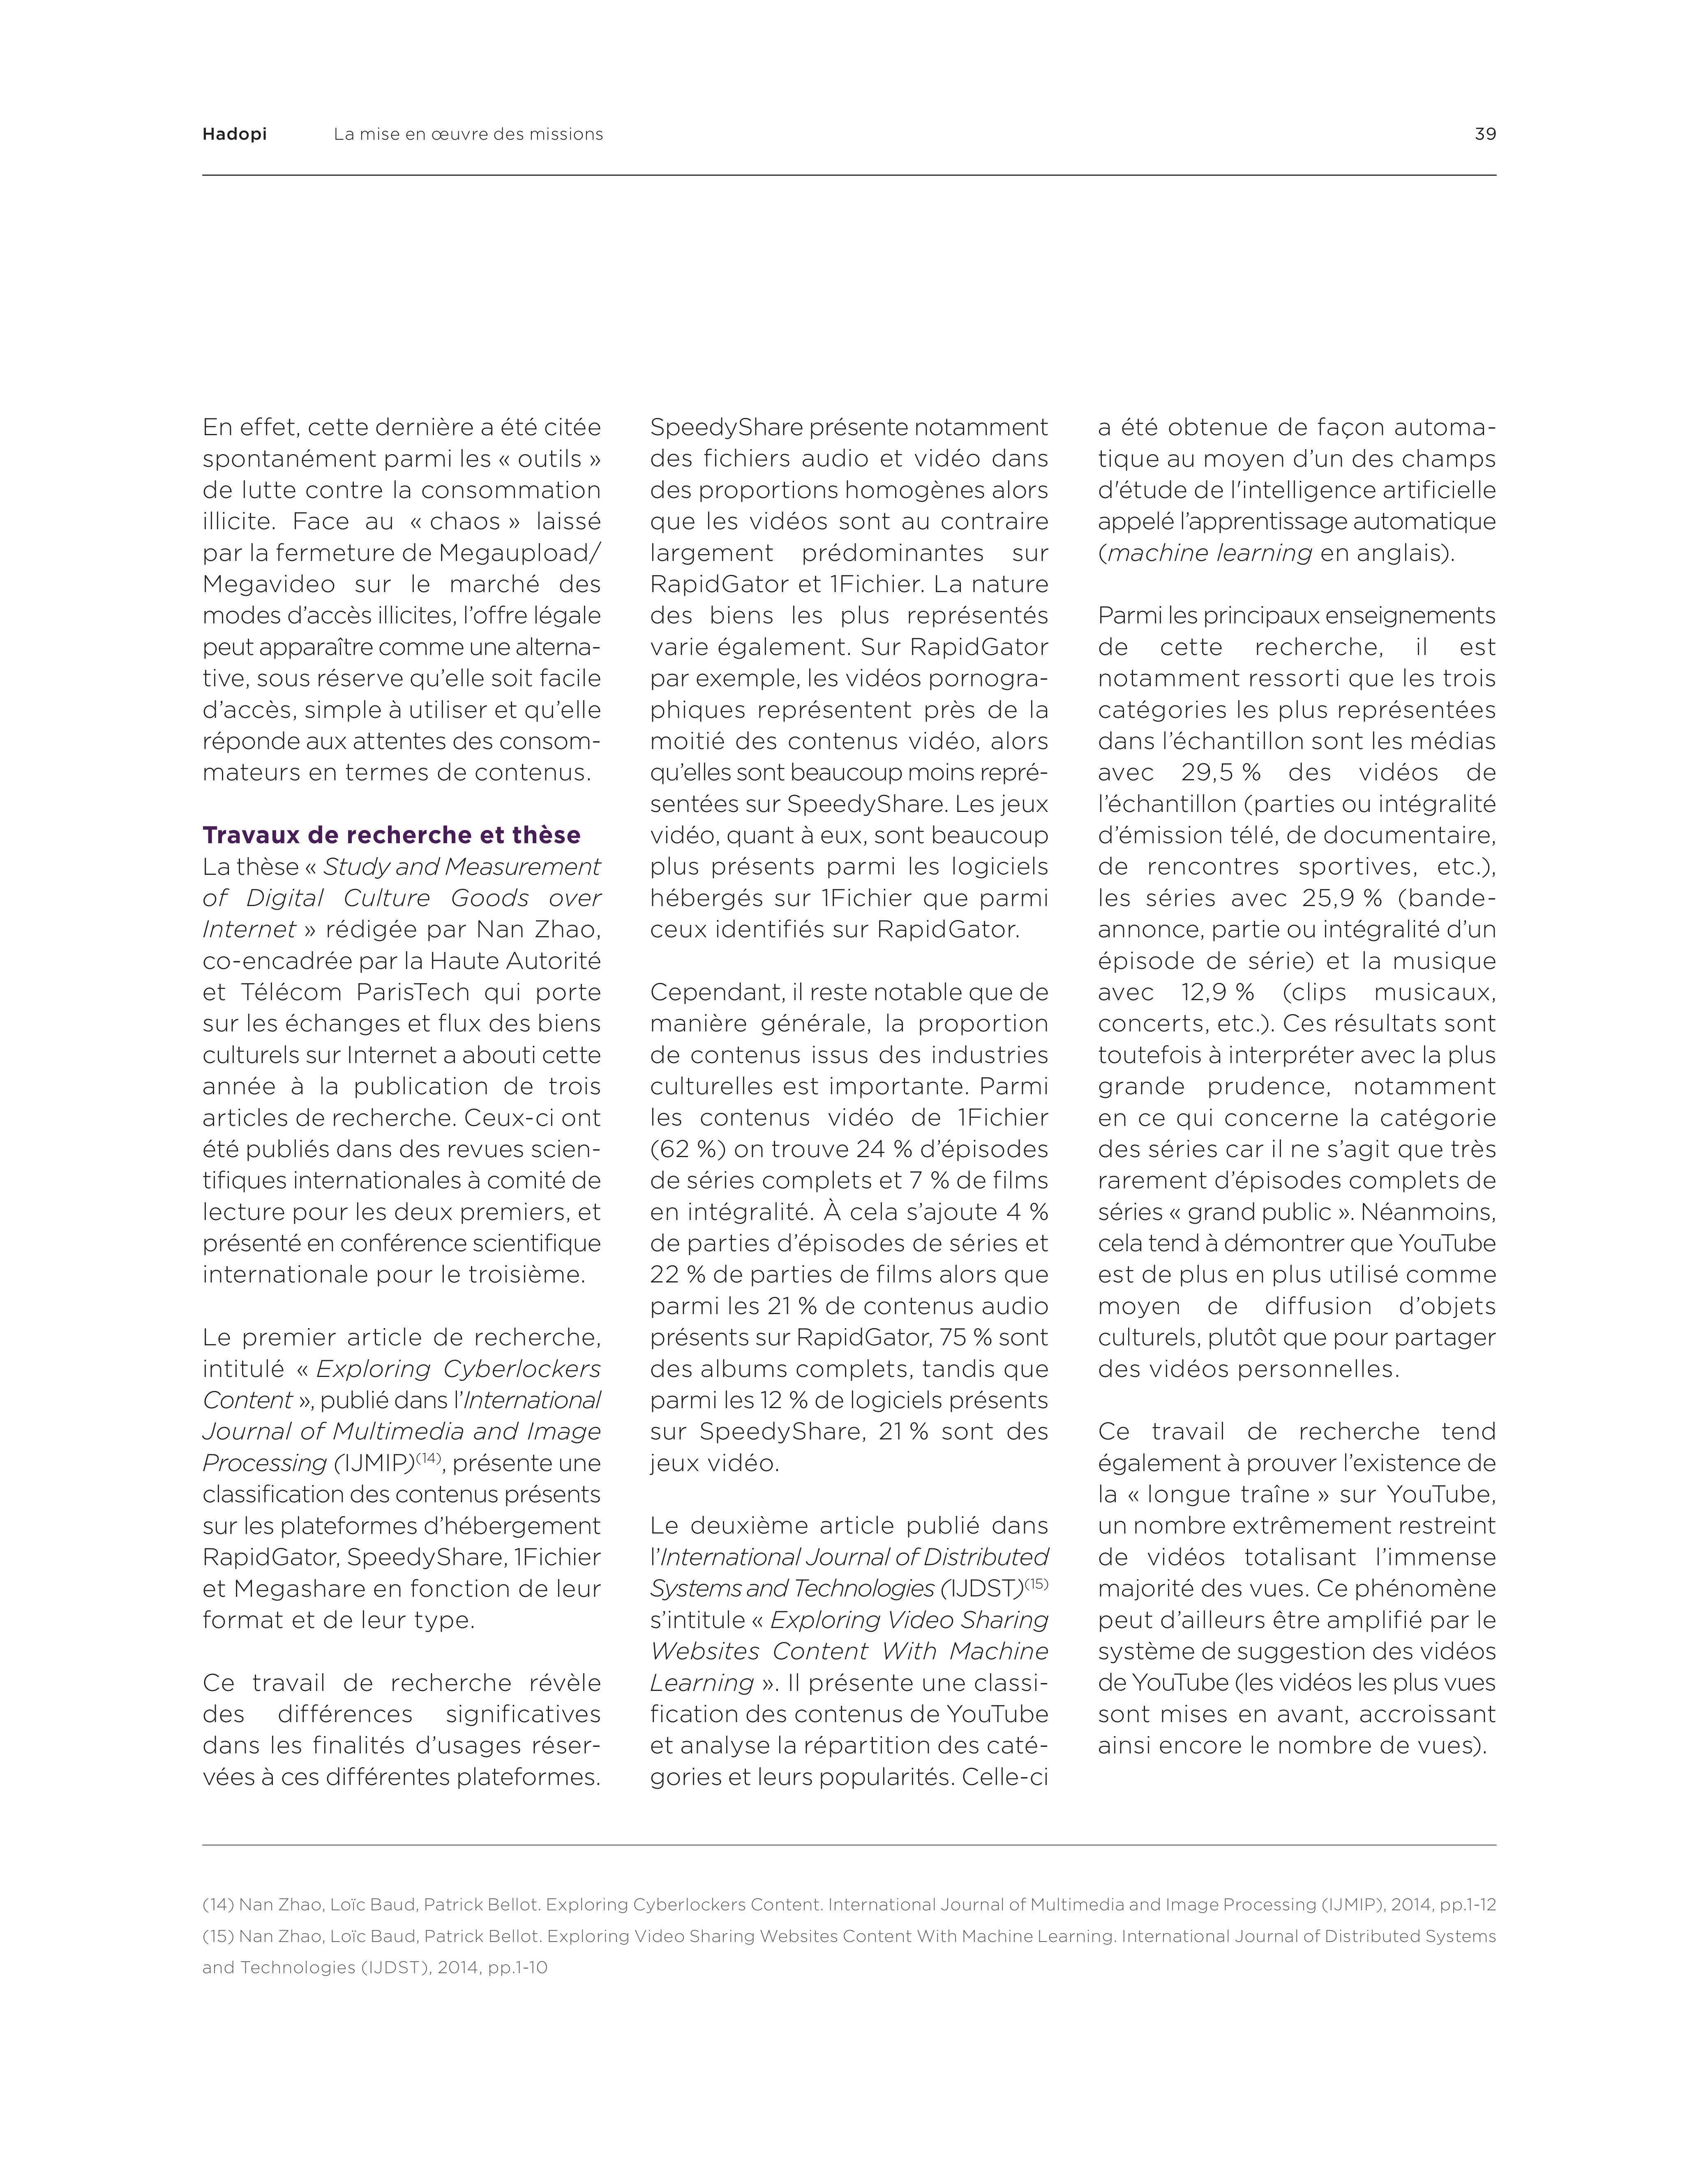 Hadopi La mise en œuvre des missions 39
En effet, cette dernière a été citée
spontanément parmi les « outils »
de lutte contre la consommation
illicite. Face au « chaos » laissé
par la fermeture de Megaupload/
Megavideo sur le marché des
modes d’accès illicites, l’offre légale
peut apparaître comme une alterna-
tive, sous réserve qu’elle soit facile
d’accès, simple à utiliser et qu’elle
réponde aux attentes des consom-
mateurs en termes de contenus.
Travaux de recherche et thèse
La thèse « Study and Measurement
of Digital Culture Goods over
Internet » rédigée par Nan Zhao,
co-encadrée par la Haute Autorité
et Télécom ParisTech qui porte
sur les échanges et flux des biens
culturels sur Internet a abouti cette
année à la publication de trois
articles de recherche. Ceux-ci ont
été publiés dans des revues scien-
tifiques internationales à comité de
lecture pour les deux premiers, et
présenté en conférence scientifique
internationale pour le troisième.
Le premier article de recherche,
intitulé « Exploring Cyberlockers
Content », publié dans l’International
Journal of Multimedia and Image
Processing (IJMIP)(14), présente une
classification des contenus présents
sur les plateformes d’hébergement
RapidGator, SpeedyShare, 1Fichier
et Megashare en fonction de leur
format et de leur type.
Ce travail de recherche révèle
des différences significatives
dans les finalités d’usages réser-
vées à ces différentes plateformes.
SpeedyShare présente notamment
des fichiers audio et vidéo dans
des proportions homogènes alors
que les vidéos sont au contraire
largement prédominantes sur
RapidGator et 1Fichier. La nature
des biens les plus représentés
varie également. Sur RapidGator
par exemple, les vidéos pornogra-
phiques représentent près de la
moitié des contenus vidéo, alors
qu’elles sont beaucoup moins repré-
sentées sur SpeedyShare. Les jeux
vidéo, quant à eux, sont beaucoup
plus présents parmi les logiciels
hébergés sur 1Fichier que parmi
ceux identifiés sur RapidGator.
Cependant, il reste notable que de
manière générale, la proportion
de contenus issus des industries
culturelles est importante. Parmi
les contenus vidéo de 1Fichier
(62 %) on trouve 24 % d’épisodes
de séries complets et 7 % de films
en intégralité. À cela s’ajoute 4 %
de parties d’épisodes de séries et
22 % de parties de films alors que
parmi les 21 % de contenus audio
présents sur RapidGator, 75 % sont
des albums complets, tandis que
parmi les 12 % de logiciels présents
sur SpeedyShare, 21 % sont des
jeux vidéo.
Le deuxième article publié dans
l’International Journal of Distributed
Systems and Technologies (IJDST)(15)
s’intitule « Exploring Video Sharing
Websites Content With Machine
Learning ». Il présente une classi-
fication des contenus de YouTube
et analyse la répartition des caté-
gories et leurs popularités. Celle-ci
a été obtenue de façon automa-
tique au moyen d’un des champs
d'étude de l'intelligence artificielle
appelé l’apprentissage automatique
(machine learning en anglais).
Parmi les principaux enseignements
de cette recherche, il est
notamment ressorti que les trois
catégories les plus représentées
dans l’échantillon sont les médias
avec 29,5 % des vidéos de
l’échantillon (parties ou intégralité
d’émission télé, de documentaire,
de rencontres sportives, etc.),
les séries avec 25,9 % (bande-
annonce, partie ou intégralité d’un
épisode de série) et la musique
avec 12,9 % (clips musicaux,
concerts, etc.). Ces résultats sont
toutefois à interpréter avec la plus
grande prudence, notamment
en ce qui concerne la catégorie
des séries car il ne s’agit que très
rarement d’épisodes complets de
séries « grand public ». Néanmoins,
cela tend à démontrer que YouTube
est de plus en plus utilisé comme
moyen de diffusion d’objets
culturels, plutôt que pour partager
des vidéos personnelles.
Ce travail de recherche tend
également à prouver l’existence de
la « longue traîne » sur YouTube,
un nombre extrêmement restreint
de vidéos totalisant l’immense
majorité des vues. Ce phénomène
peut d’ailleurs être amplifié par le
système de suggestion des vidéos
de YouTube (les vidéos les plus vues
sont mises en avant, accroissant
ainsi encore le nombre de vues).
(14) Nan Zhao, Loïc Baud, Patrick Bellot. Exploring Cyberlockers Content. International Journal of Multimedia and Image Processing (IJMIP), 2014, pp.1-12
(15) Nan Zhao, Loïc Baud, Patrick Bellot. Exploring Video Sharing Websites Content With Machine Learning. International Journal of Distributed Systems
and Technologies (IJDST), 2014, pp.1-10